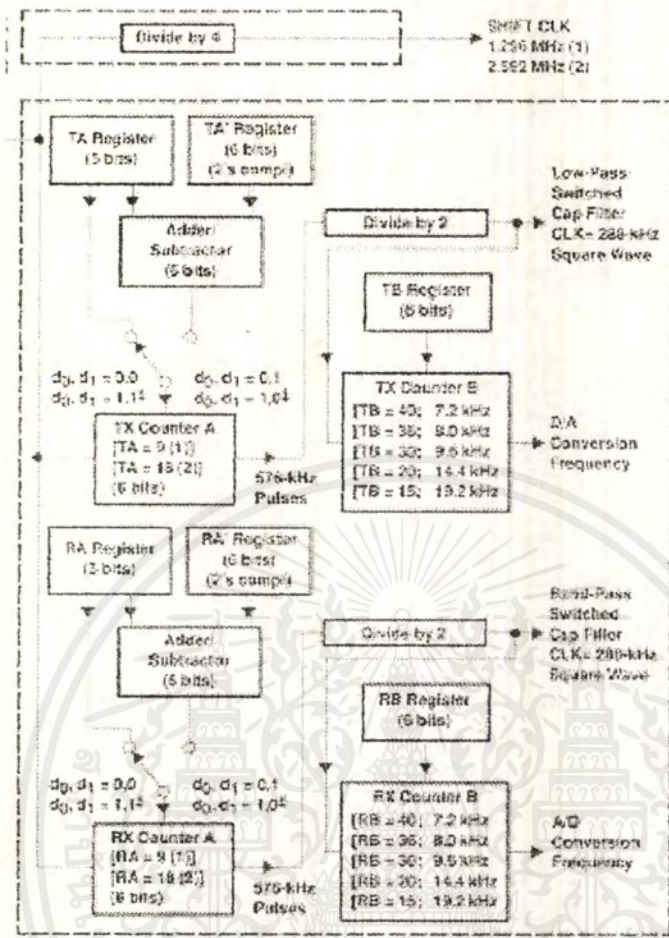 Divide by 4
SHIFT CLK
1.296 MHz (1)
2.592 MHz (2)
TA Register
(5 bits)
TA' Register
(6 bits)
(2's compl)
Adder/
Subtractor
(6 bits)
Divide by 2
Low-Pass
Switched
Cap Filter
CLK= 288-kHz
Square Wave
TB Register
(6 bits)
d0, d1 = 0,0
d0, d1 = 1,1‡
d0, d1 = 0,1
d0, d1 = 1,0‡
TX Counter A
[TA = 9 (1)]
[TA = 18 (2)]
(6 bits)
576-kHz
Pulses
TX Counter B
[TB = 40; 7.2 kHz
[TB = 36; 8.0 kHz
[TB = 30; 9.6 kHz
[TB = 20; 14.4 kHz
[TB = 15; 19.2 kHz
D/A
Conversion
Frequency
RA Register
(5 bits)
RA' Register
(6 bits)
(2's compl)
Adder/
Subtractor
(6 bits)
Divide by 2
Band-Pass
Switched
Cap Filter
CLK= 288-kHz
Square Wave
RB Register
(6 bits)
d0, d1 = 0,0
d0, d1 = 1,1‡
d0, d1 = 0,1
d0, d1 = 1,0‡
RX Counter A
[RA = 9 (1)]
[RA = 18 (2)]
(6 bits)
576-kHz
Pulses
RX Counter B
[RB = 40; 7.2 kHz
[RB = 36; 8.0 kHz
[RB = 30; 9.6 kHz
[RB = 20; 14.4 kHz
[RB = 15; 19.2 kHz
A/D
Conversion
Frequency